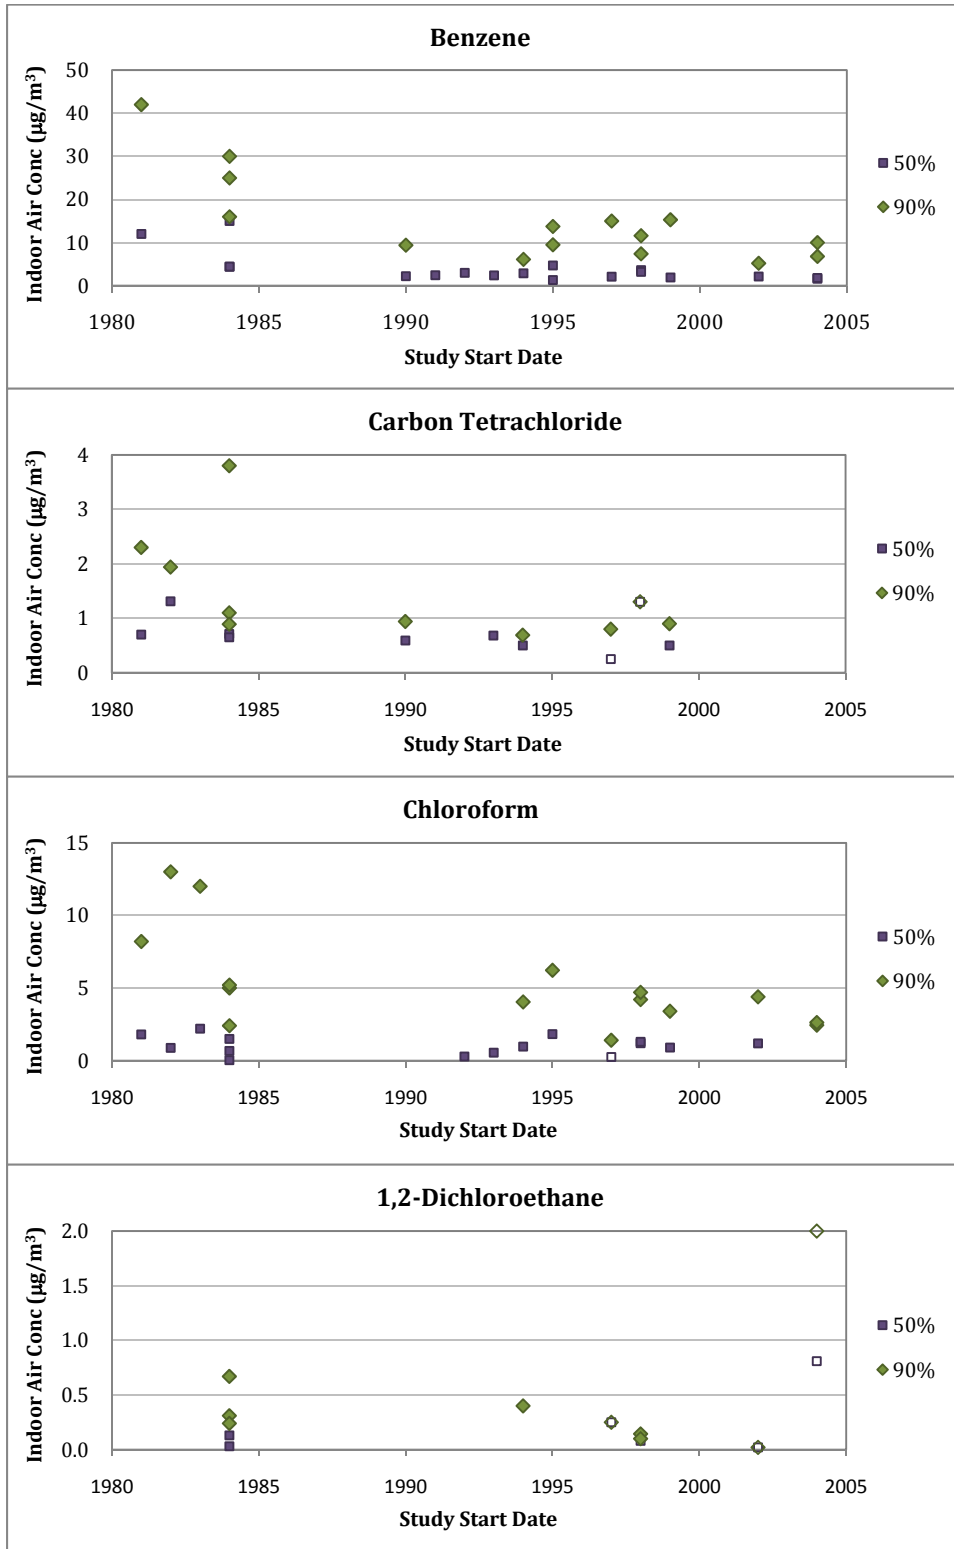 Benzene
Indoor Air Conc (µg/m³)
50
40
30
20
10
0
1980 1985 1990 1995 2000 2005
Study Start Date
50%
90%
Carbon Tetrachloride
Indoor Air Conc (µg/m³)
4
3
2
1
0
1980 1985 1990 1995 2000 2005
Study Start Date
50%
90%
Chloroform
Indoor Air Conc (µg/m³)
15
10
5
0
1980 1985 1990 1995 2000 2005
Study Start Date
50%
90%
1,2-Dichloroethane
Indoor Air Conc (µg/m³)
2.0
1.5
1.0
0.5
0.0
1980 1985 1990 1995 2000 2005
Study Start Date
50%
90%